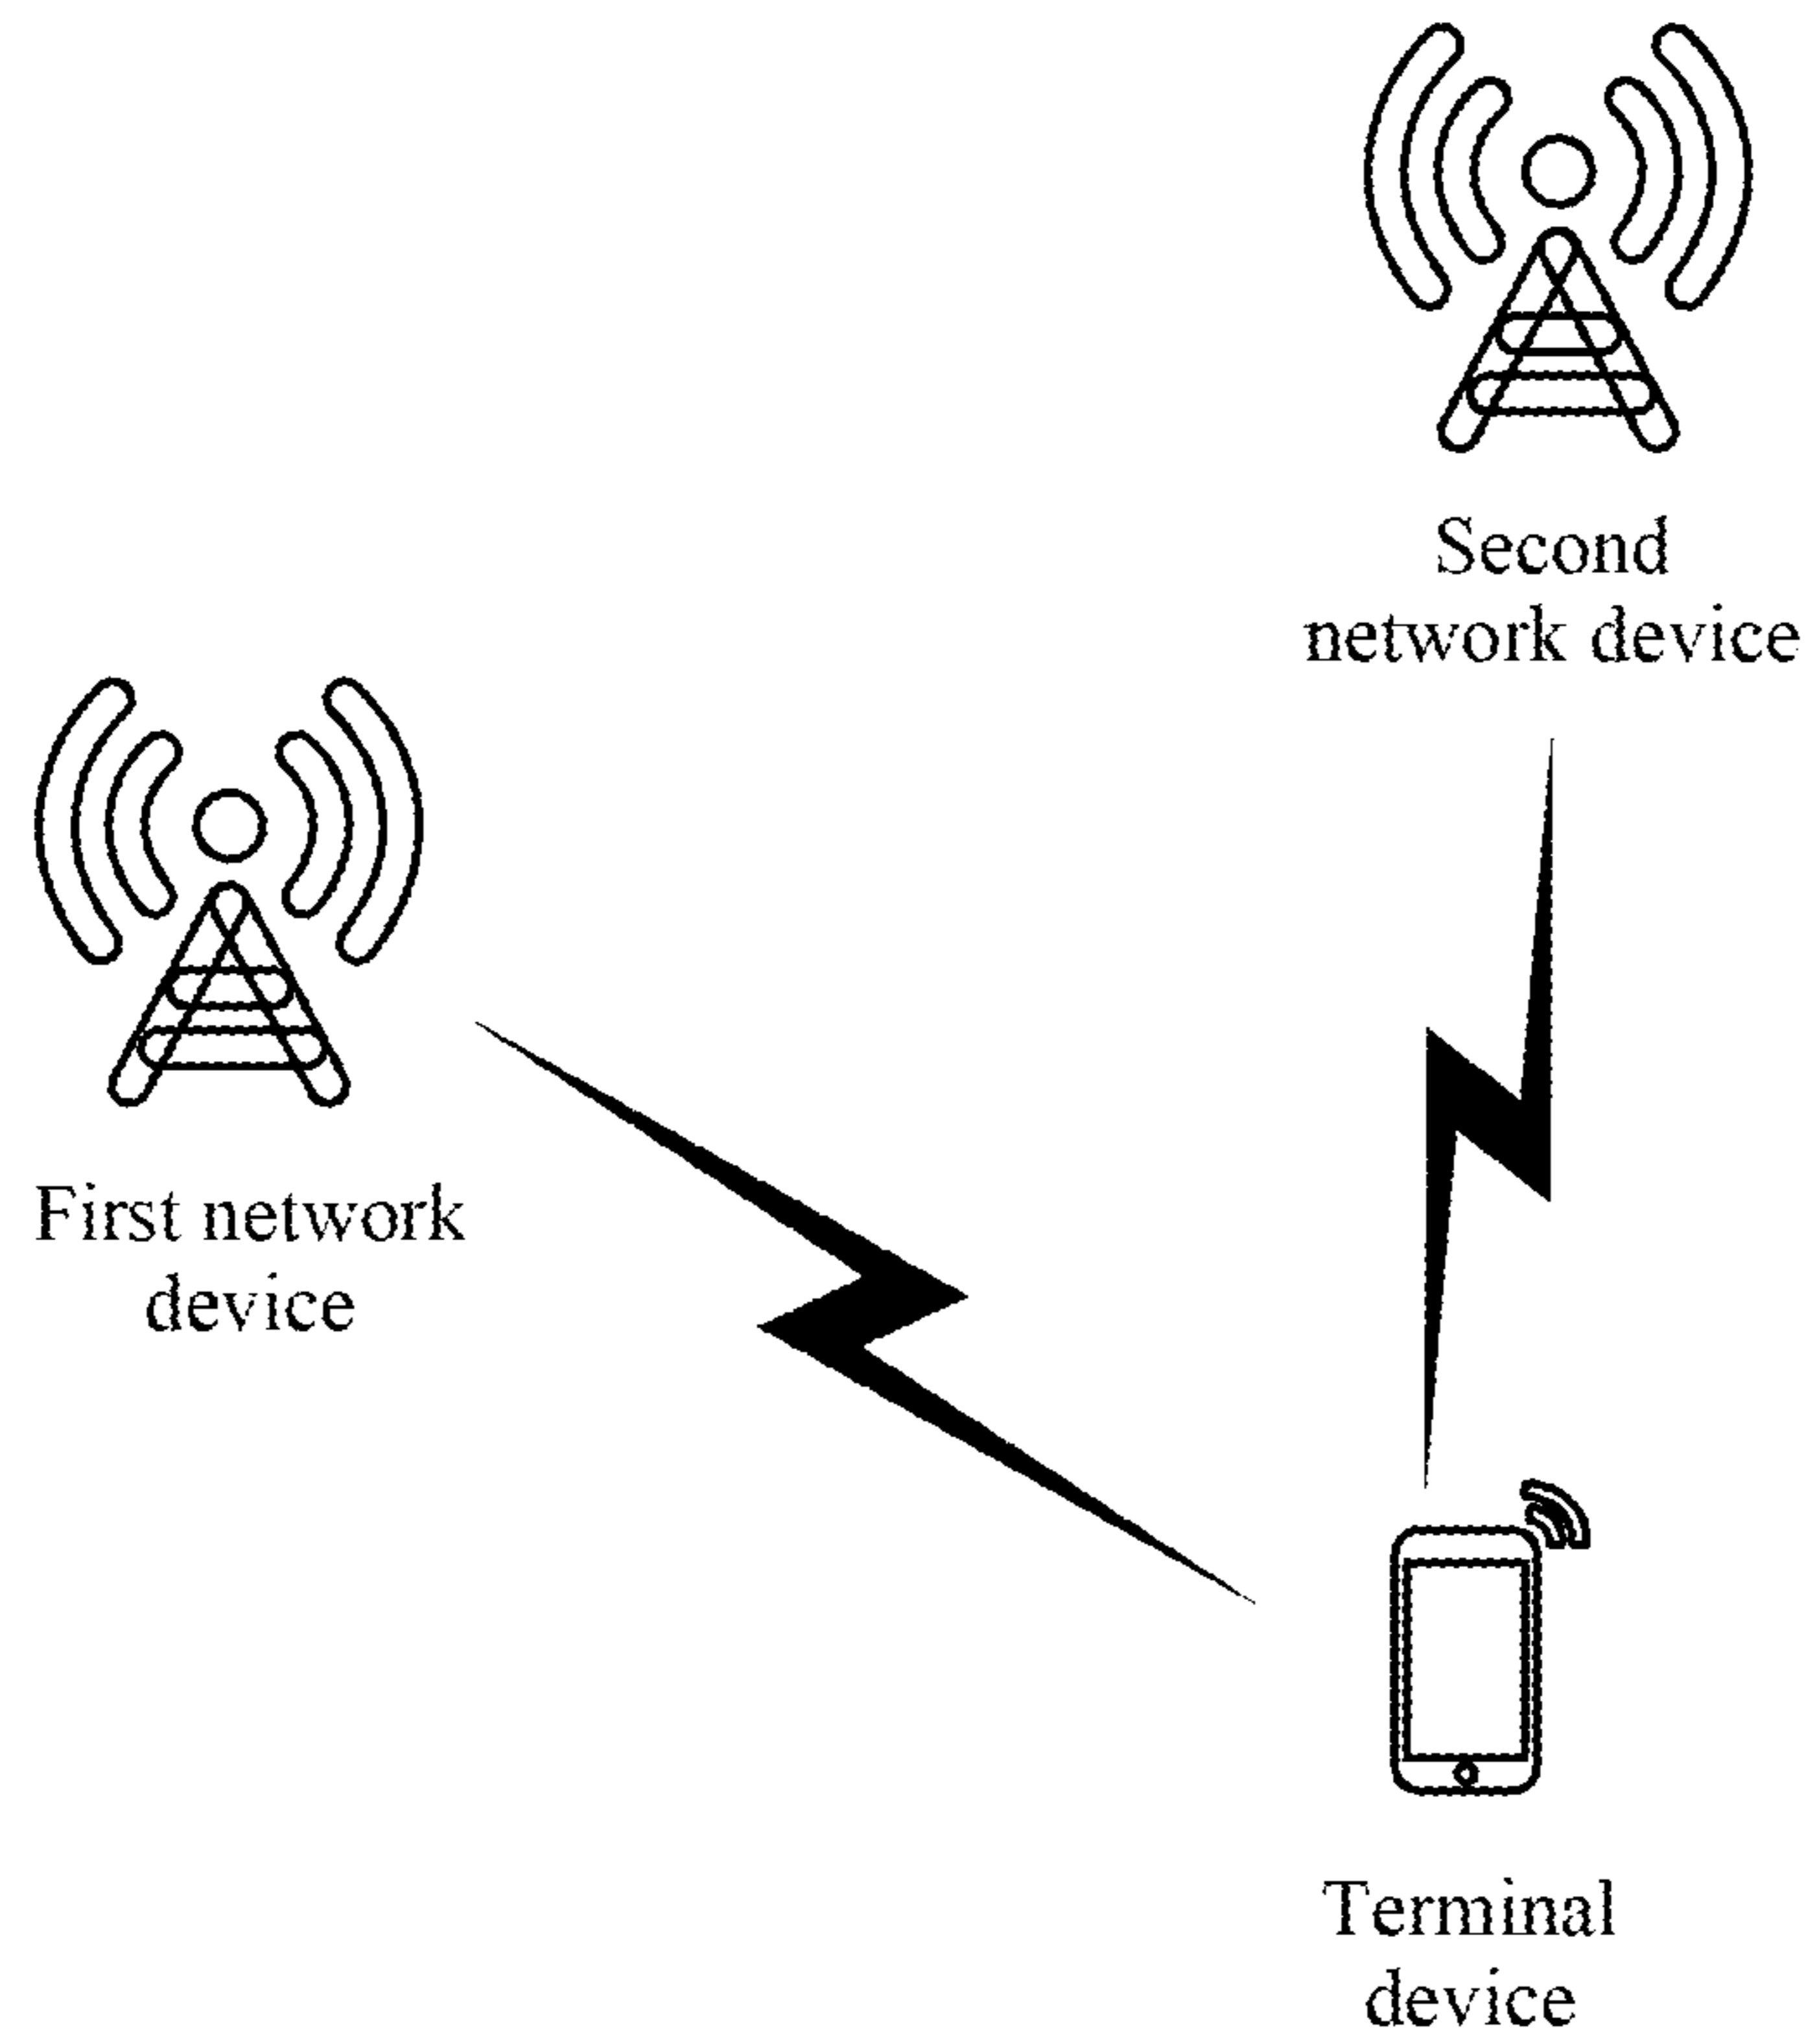 Second
network device
First network
device
Terminal
device